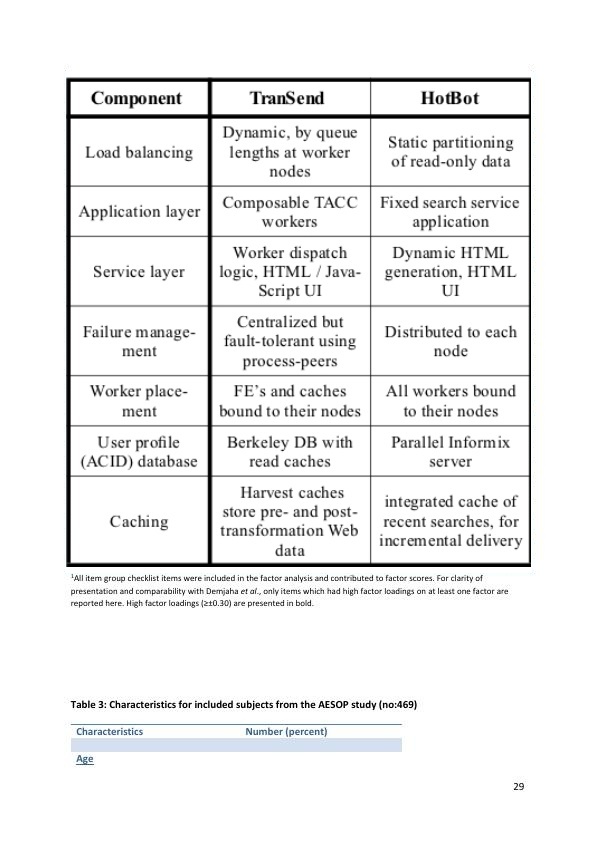 Component TranSend HotBot
Load balancing
Dynamic, by queue
lengths at worker
nodes
Static partitioning
of read-only data
Application layer
Composable TACC
workers
Fixed search service
application
Service layer
Worker dispatch
logic, HTML / Java-
Script UI
Dynamic HTML
generation, HTML
UI
Failure manage-
ment
Centralized but
fault-tolerant using
process-peers
Distributed to each
node
Worker place-
ment
FE's and caches
bound to their nodes
All workers bound
to their nodes
User profile
(ACID) database
Berkeley DB with
read caches
Parallel Informix
server
Caching
Harvest caches
store pre- and post-
transformation Web
data
integrated cache of
recent searches, for
incremental delivery
¹All item group checklist items were included in the factor analysis and contributed to factor scores. For clarity of
presentation and comparability with Demjaha et al., only items which had high factor loadings on at least one factor are
reported here. High factor loadings (≥±0.30) are presented in bold.
Table 3: Characteristics for included subjects from the AESOP study (no:469)
Characteristics Number (percent)
Age
29